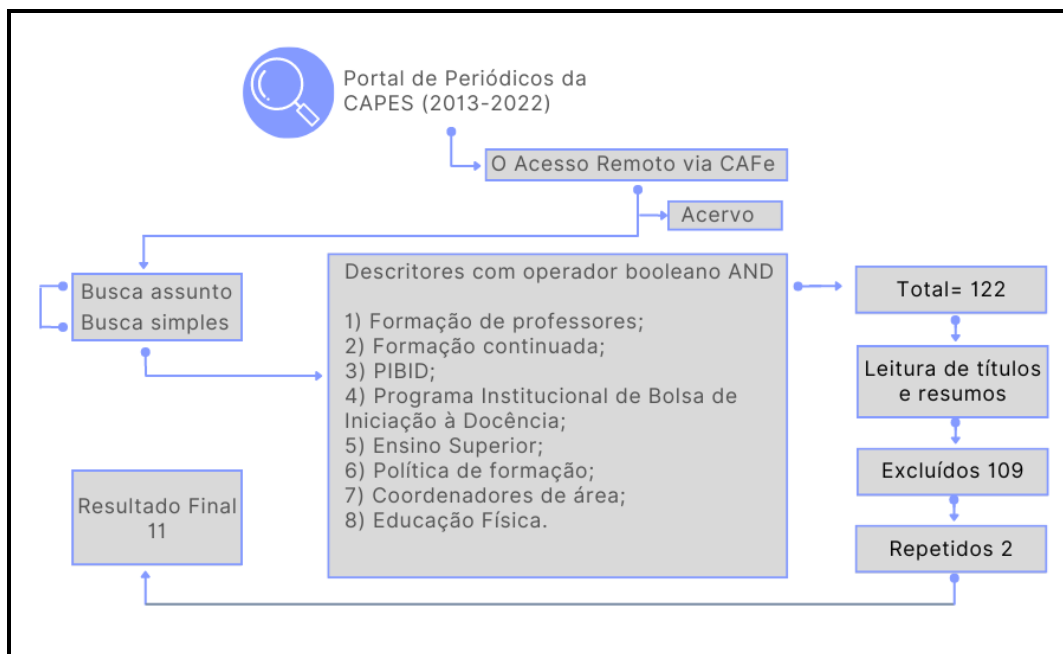 Portal de Periódicos da
CAPES (2013-2022)
O Acesso Remoto via CAFe
Acervo
Busca assunto
Busca simples
Descritores com operador booleano AND
1) Formação de professores;
2) Formação continuada;
3) PIBID;
4) Programa Institucional de Bolsa de
Iniciação à Docência;
5) Ensino Superior;
6) Política de formação;
7) Coordenadores de área;
8) Educação Física.
Total= 122
Leitura de títulos
e resumos
Excluídos 109
Repetidos 2
Resultado Final
11